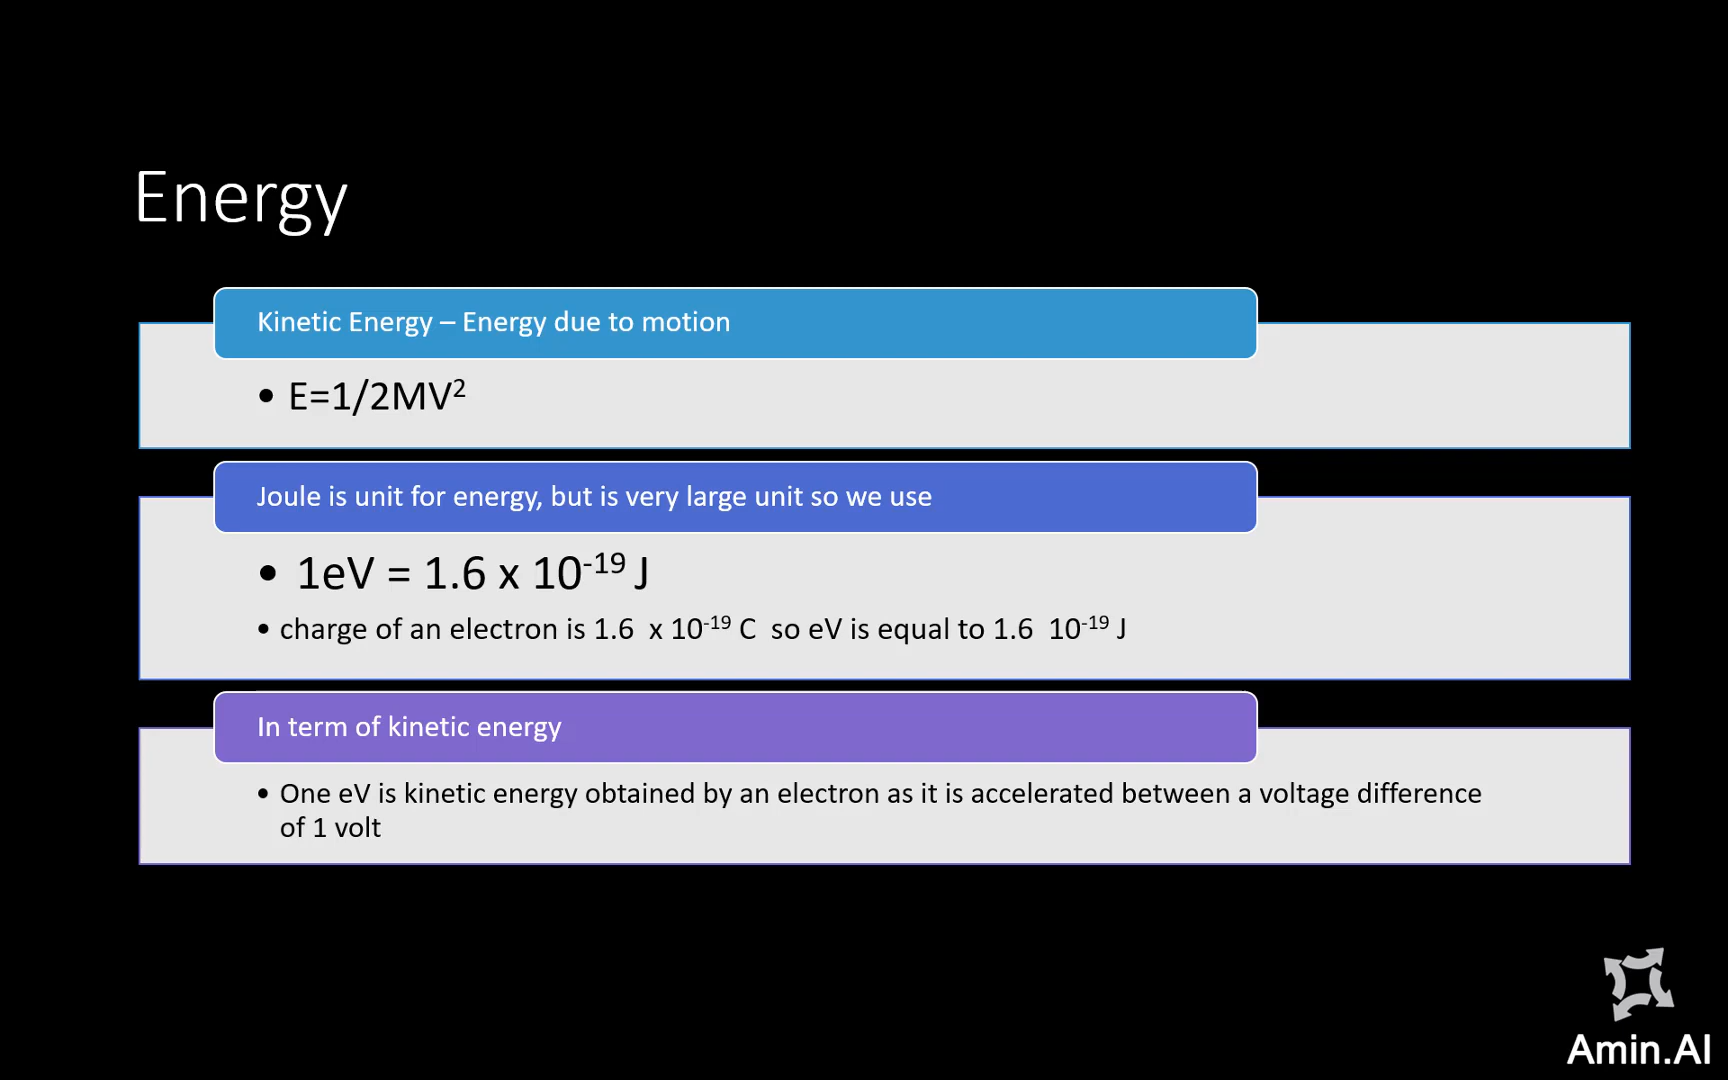 Energy
Kinetic Energy – Energy due to motion
• E=1/2MV²
Joule is unit for energy, but is very large unit so we use
• 1eV = 1.6 x 10⁻¹⁹ J
• charge of an electron is 1.6 x 10⁻¹⁹ C so eV is equal to 1.6 10⁻¹⁹ J
In term of kinetic energy
• One eV is kinetic energy obtained by an electron as it is accelerated between a voltage difference
of 1 volt
Amin.AI